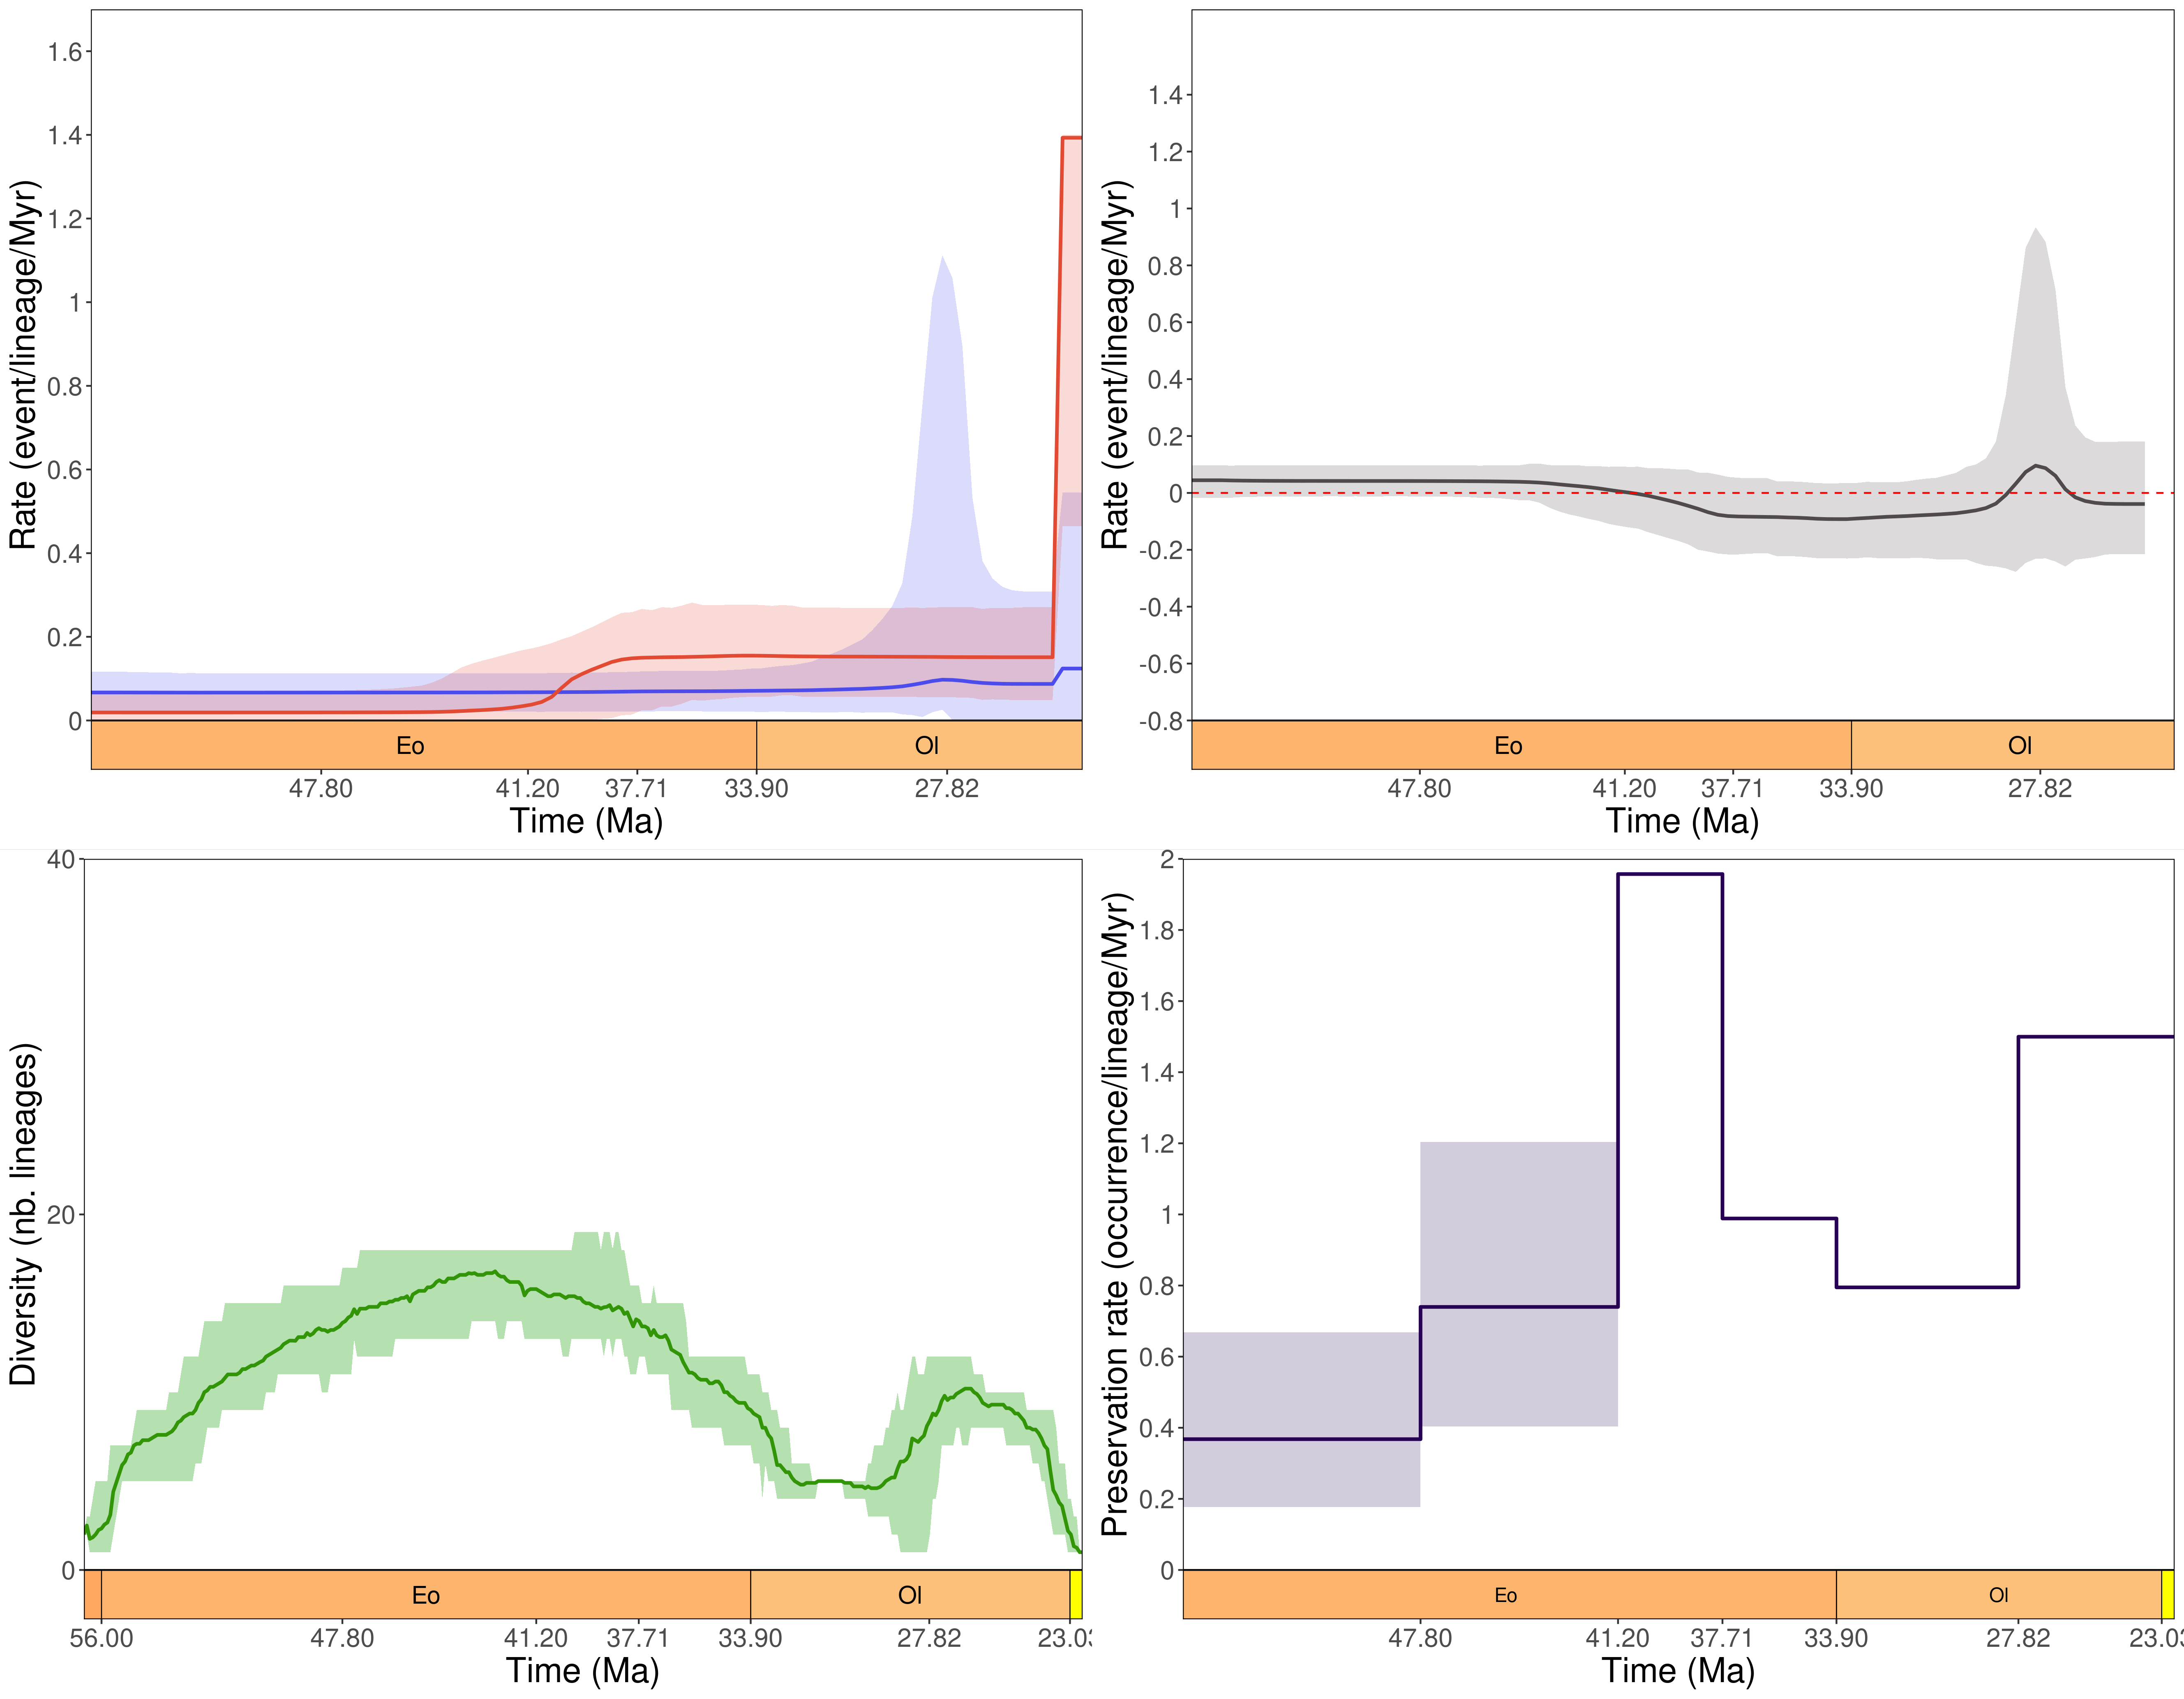 Rate (event/lineage/Myr)
1.6
1.4
1.2
1
0.8
0.6
0.4
0.2
0
Eo Ol
47.80 41.20 37.71 33.90 27.82
Time (Ma)
Rate (event/lineage/Myr)
1.4
1.2
1
0.8
0.6
0.4
0.2
0
-0.2
-0.4
-0.6
-0.8
Eo Ol
47.80 41.20 37.71 33.90 27.82
Time (Ma)
Diversity (nb. lineages)
40
20
0
Eo Ol
56.00 47.80 41.20 37.71 33.90 27.82 23.03
Time (Ma)
Preservation rate (occurrence/lineage/Myr)
2
1.8
1.6
1.4
1.2
1
0.8
0.6
0.4
0.2
0
Eo Ol
47.80 41.20 37.71 33.90 27.82 23.03
Time (Ma)